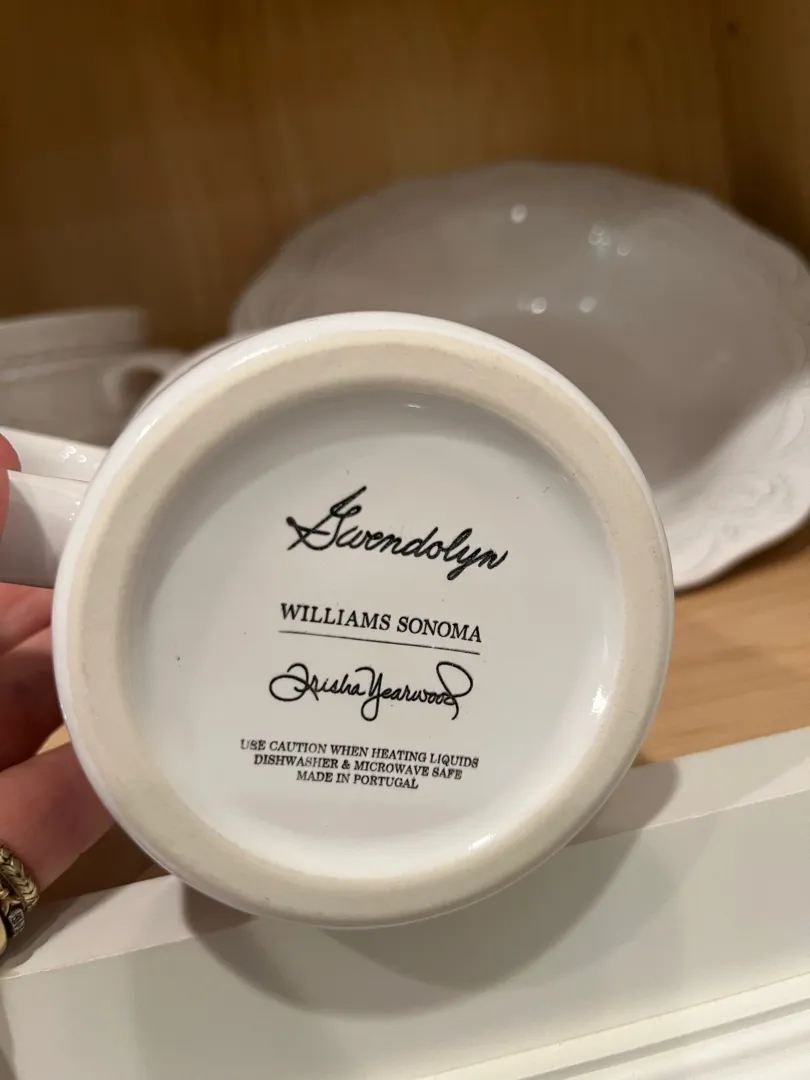 Gwendolyn
WILLIAMS SONOMA
Trisha Yearwood
USE CAUTION WHEN HEATING LIQUIDS
DISHWASHER & MICROWAVE SAFE
MADE IN PORTUGAL